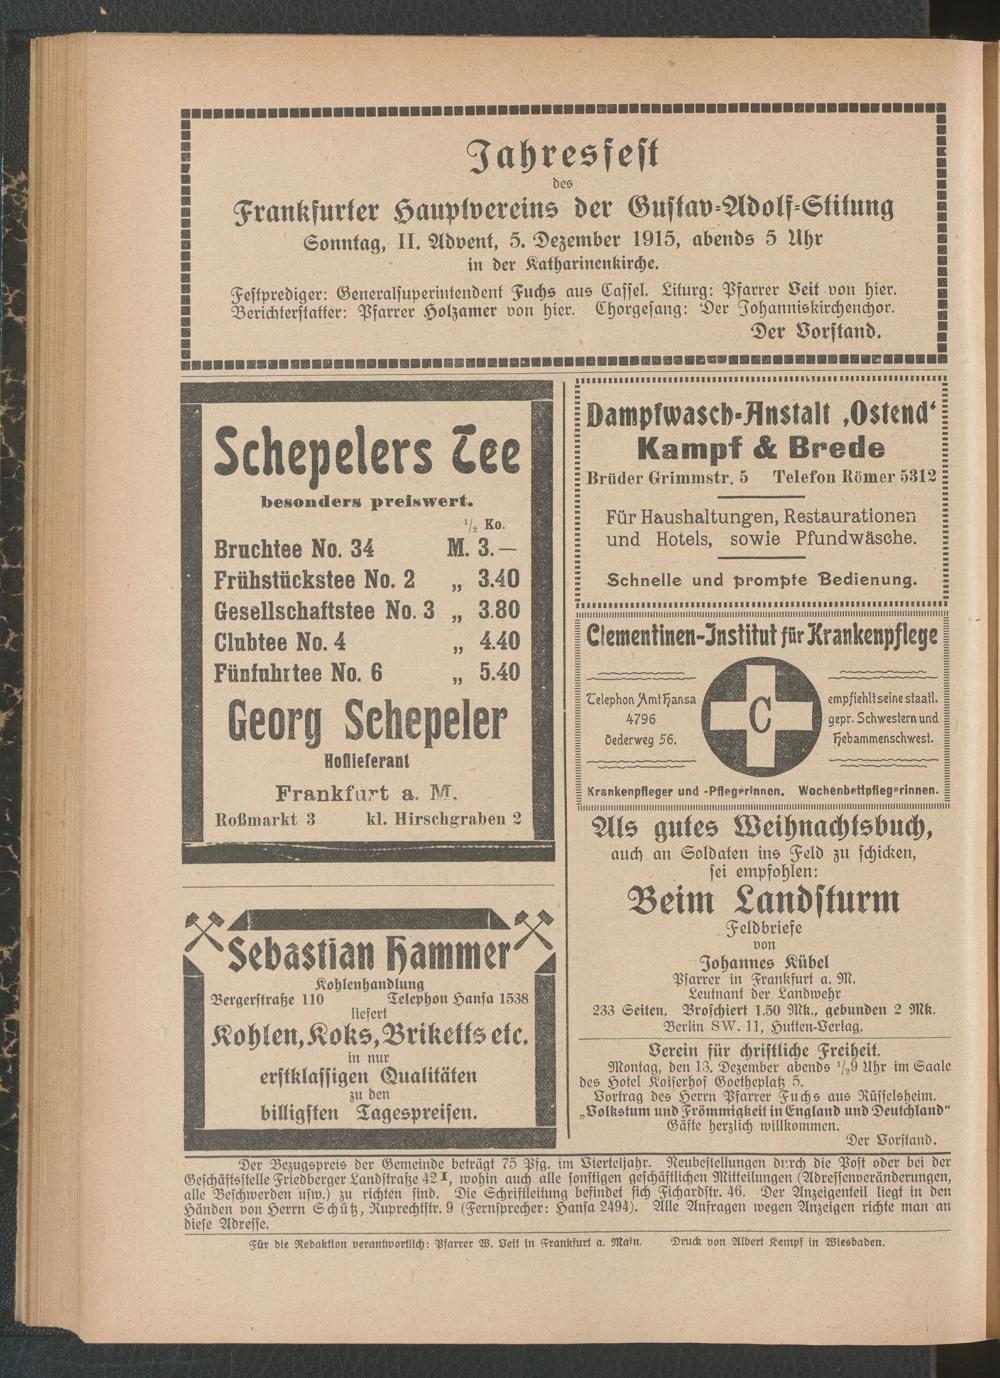 Jahresfest
des
Frankfurter Hauptvereins der Gustav-Adolf-Stitung
Sonntag, II. Advent, 5. Dezember 1915, abends 5 Uhr
in der Katharinenkirche.
Festprediger: Generalsuperintendent Fuchs aus Cassel. Liturg: Pfarrer Veit von hier.
Berichterstatter: Pfarrer Holzamer von hier. Chorgesang: Der Johanniskirchenchor.
Der Vorstand.
Schepelers Tee
besonders preiswert.
1/2 Ko.
Bruchtee No. 34 M. 3.—
Frühstückstee No. 2 „ 3.40
Gesellschaftstee No. 3 „ 3.80
Clubtee No. 4 „ 4.40
Fünfuhrtee No. 6 „ 5.40
Georg Schepeler
Hoflieferant
Frankfurt a. M.
Roßmarkt 3 kl. Hirschgraben 2
Sebastian Hammer
Kohlenhandlung
Bergerstraße 110 Telephon Hansa 1538
liefert
Kohlen, Koks, Briketts etc.
in nur
erstklassigen Qualitäten
zu den
billigsten Tagespreisen.
Dampfwasch-Anstalt ‚Ostend‘
Kampf & Brede
Brüder Grimmstr. 5 Telefon Römer 5312
Für Haushaltungen, Restaurationen
und Hotels, sowie Pfundwäsche.
Schnelle und prompte Bedienung.
Clementinen-Institut für Krankenpflege
Telephon Amt Hansa
4796
Oederweg 56.
C
empfiehlt seine staatl.
gepr. Schwestern und
Hebammenschwest.
Krankenpfleger und -Pflegerinnen. Wochenbettpflegerinnen.
Als gutes Weihnachtsbuch,
auch an Soldaten ins Feld zu schicken,
sei empfohlen:
Beim Landsturm
Feldbriefe
von
Johannes Kübel
Pfarrer in Frankfurt a. M.
Leutnant der Landwehr
233 Seiten. Broschiert 1.50 Mk., gebunden 2 Mk.
Berlin SW. 11, Hutten-Verlag.
Verein für christliche Freiheit.
Montag, den 13. Dezember abends 1/29 Uhr im Saale
des Hotel Kaiserhof Goetheplatz 5.
Vortrag des Herrn Pfarrer Fuchs aus Rüsselsheim.
„Volkstum und Frömmigkeit in England und Deutchland“
Gäste herzlich willkommen.
Der Vorstand.
Der Bezugspreis der Gemeinde beträgt 75 Pfg. im Vierteljahr. Neubestellungen durch die Post oder bei der
Geschäftsstelle Friedberger Landstraße 42 I, wohin auch alle sonstigen geschäftlichen Mitteilungen (Adressenveränderungen,
alle Beschwerden usw.) zu richten sind. Die Schriftleitung befindet sich Fichardstr. 46. Der Anzeigenteil liegt in den
Händen von Herrn Schütz, Ruprechtstr. 9 (Fernsprecher: Hansa 2494). Alle Anfragen wegen Anzeigen richte man an
diese Adresse.
Für die Redaktion verantwortlich: Pfarrer W. Veit in Frankfurt a. Main. Druck von Albert Kempf in Wiesbaden.